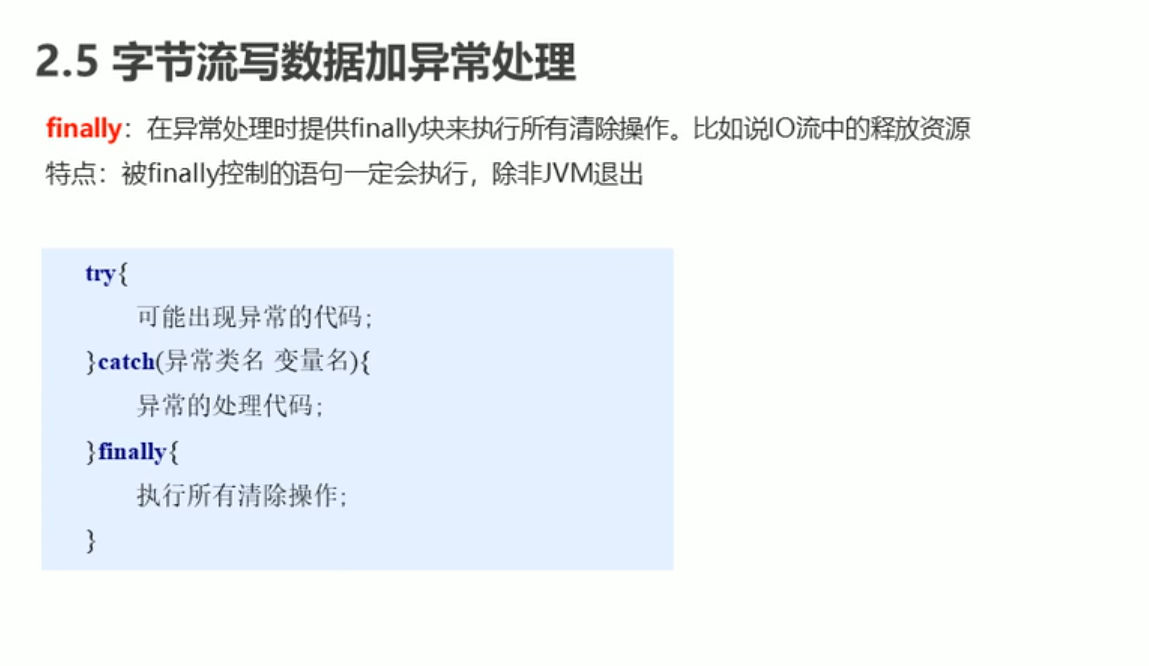 2.5 字节流写数据加异常处理
finally：在异常处理时提供finally块来执行所有清除操作。比如说IO流中的释放资源
特点：被finally控制的语句一定会执行，除非JVM退出
try{
可能出现异常的代码;
}catch(异常类名 变量名){
异常的处理代码;
}finally{
执行所有清除操作;
}